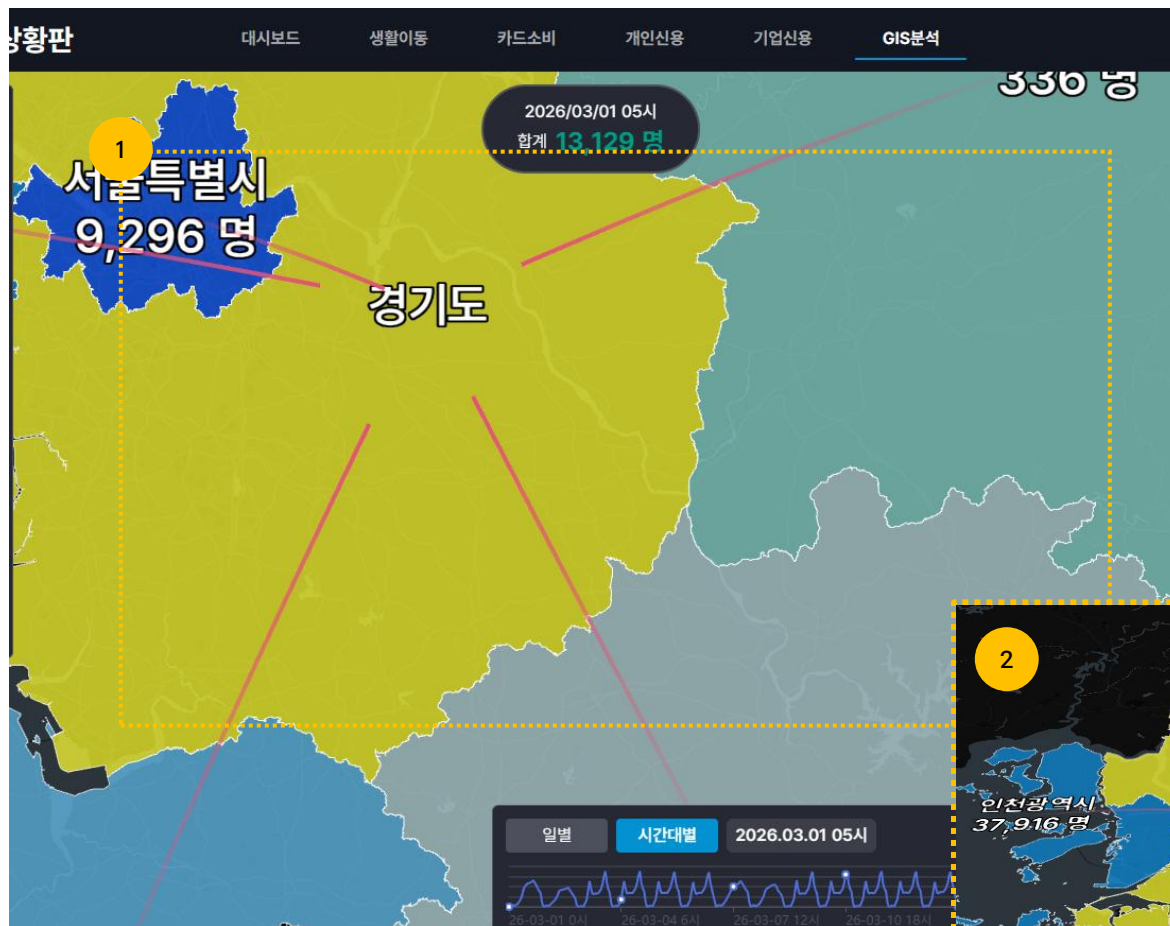 상황판
대시보드
생활이동
카드소비
개인신용
기업신용
GIS분석
336 명
2026/03/01 05시
합계 13,129 명
1
서울특별시
9,296 명
경기도
2
인천광역시
37,916 명
일별
시간대별
2026.03.01 05시
26-03-01 0시
26-03-04 6시
26-03-07 12시
26-03-10 18시